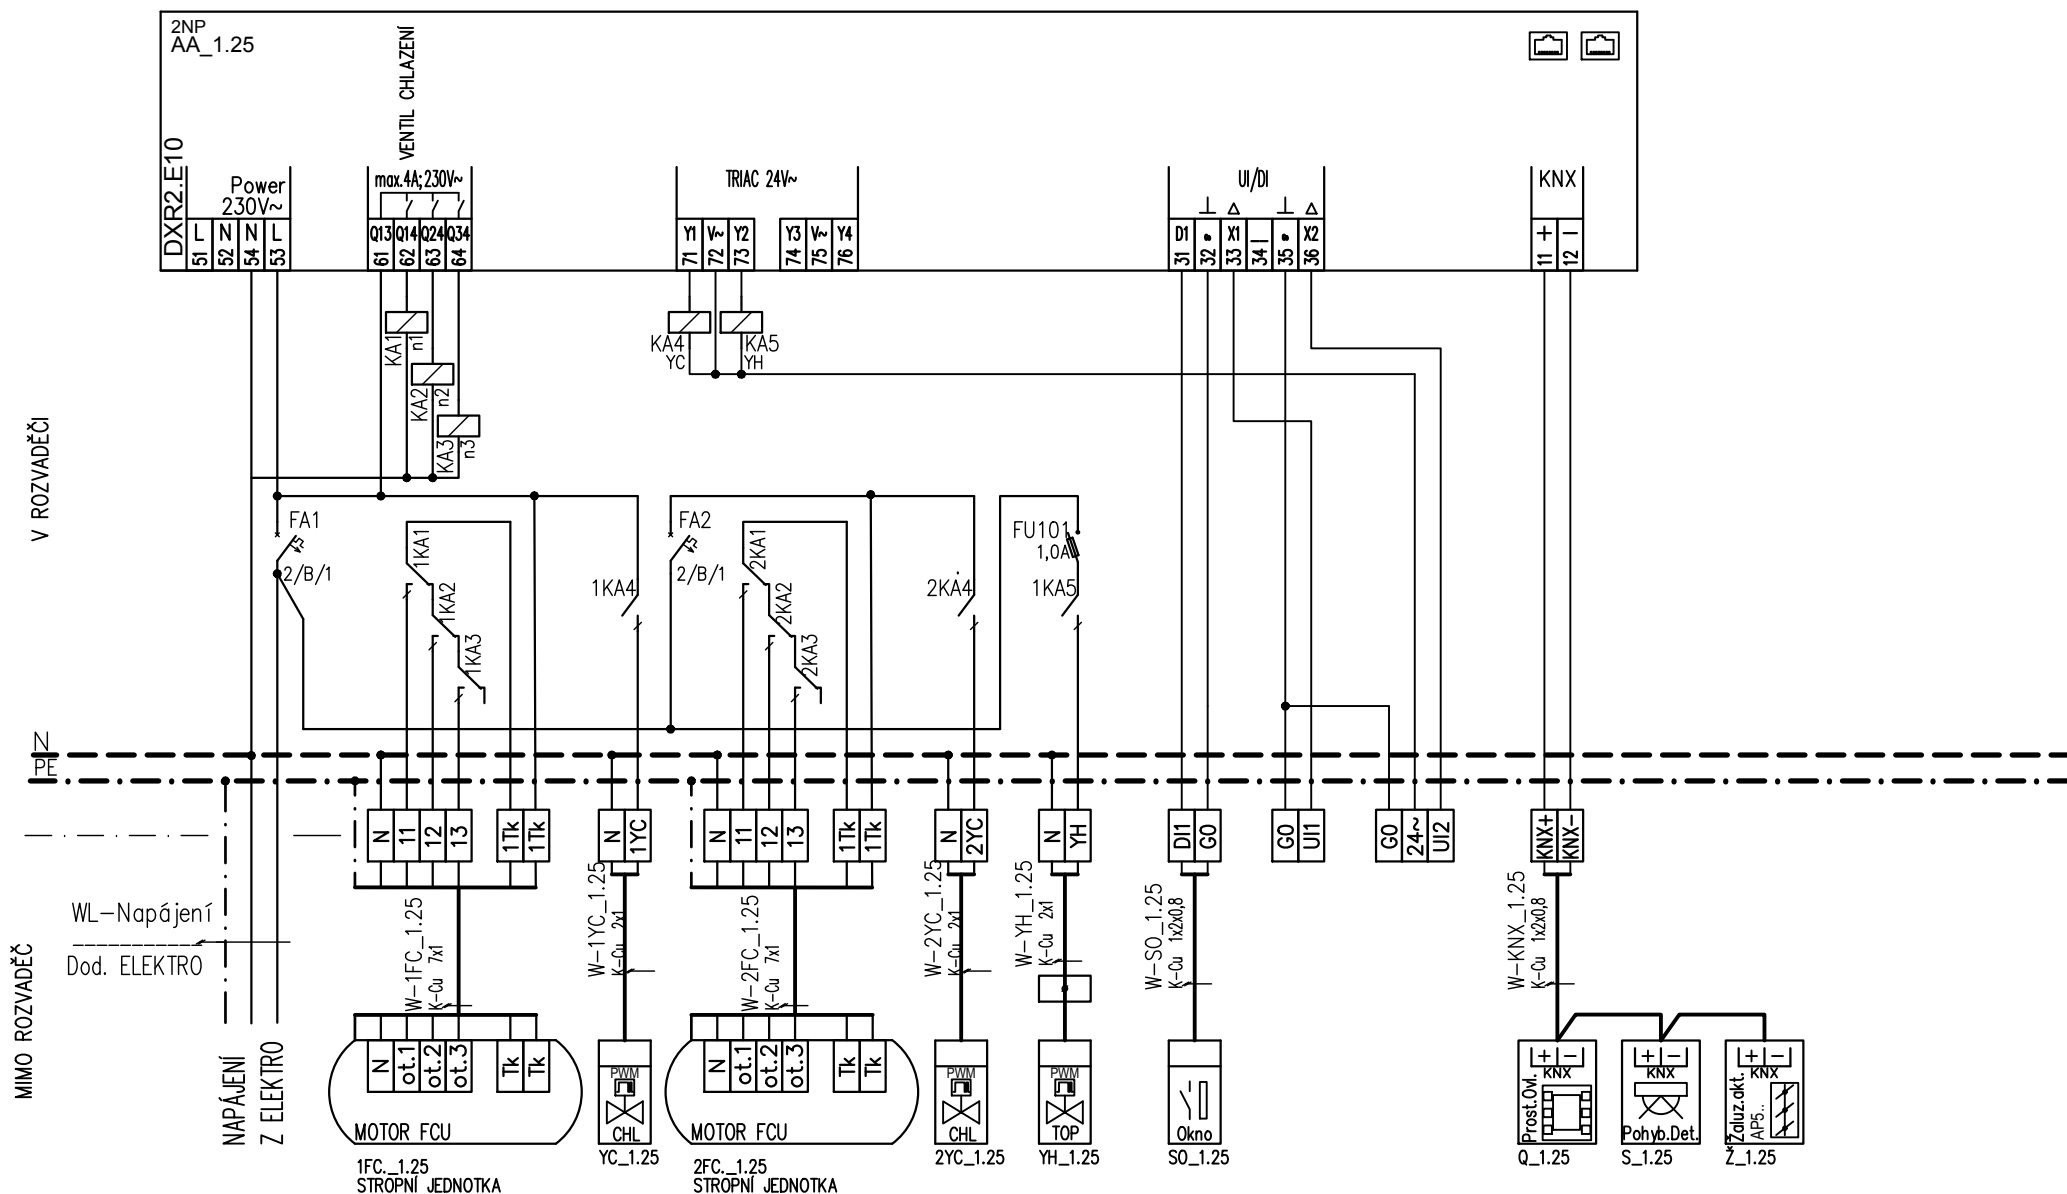 2NP
AA_1.25
DXR2.E10
VENTIL CHLAZENÍ
Power
230V~
max.4A;230V~
TRIAC 24V~
UI/DI
KNX
L N N L
51 52 54 53
Q13 Q14 Q24 Q34
61 62 63 64
Y1 V~ Y2
71 72 73
Y3 V~ Y4
74 75 76
D1 X1 X2
31 32 33 34 35 36
+ −
11 12
KA1
n1
KA2
n2
KA3
n3
KA4
YC
KA5
YH
V ROZVADĚČI
FA1
2/B/1
1KA1
1KA2
1KA3
1KA4
FA2
2/B/1
2KA1
2KA2
2KA3
2KA4
FU101
1,0A
1KA5
N
PE
N 11 12 13 1Tk 1Tk
N 1YC
N 11 12 13 1Tk 1Tk
N 2YC
N YH
DI1 G0
G0 UI1
G0 24~ UI2
KNX+ KNX-
WL-Napájení
Dod. ELEKTRO
MIMO ROZVADĚČ
NAPÁJENÍ
Z ELEKTRO
W-1FC_1.25
K-Cu 7x1
W-1YC_1.25
K-Cu 2x1
W-2FC_1.25
K-Cu 7x1
W-2YC_1.25
K-Cu 2x1
W-YH_1.25
K-Cu 2x1
W-SO_1.25
K-Cu 1x2x0,8
W-KNX_1.25
K-Cu 1x2x0,8
N ot.1 ot.2 ot.3 Tk Tk
MOTOR FCU
1FC._1.25
STROPNÍ JEDNOTKA
PWM
CHL
YC_1.25
N ot.1 ot.2 ot.3 Tk Tk
MOTOR FCU
2FC._1.25
STROPNÍ JEDNOTKA
PWM
CHL
2YC_1.25
PWM
TOP
YH_1.25
Okno
SO_1.25
+ −
KNX
Prost.Ovl.
Q_1.25
+ −
KNX
Pohyb.Det.
S_1.25
+ −
KNX
Žaluz.akt.
AP5..
Ž_1.25